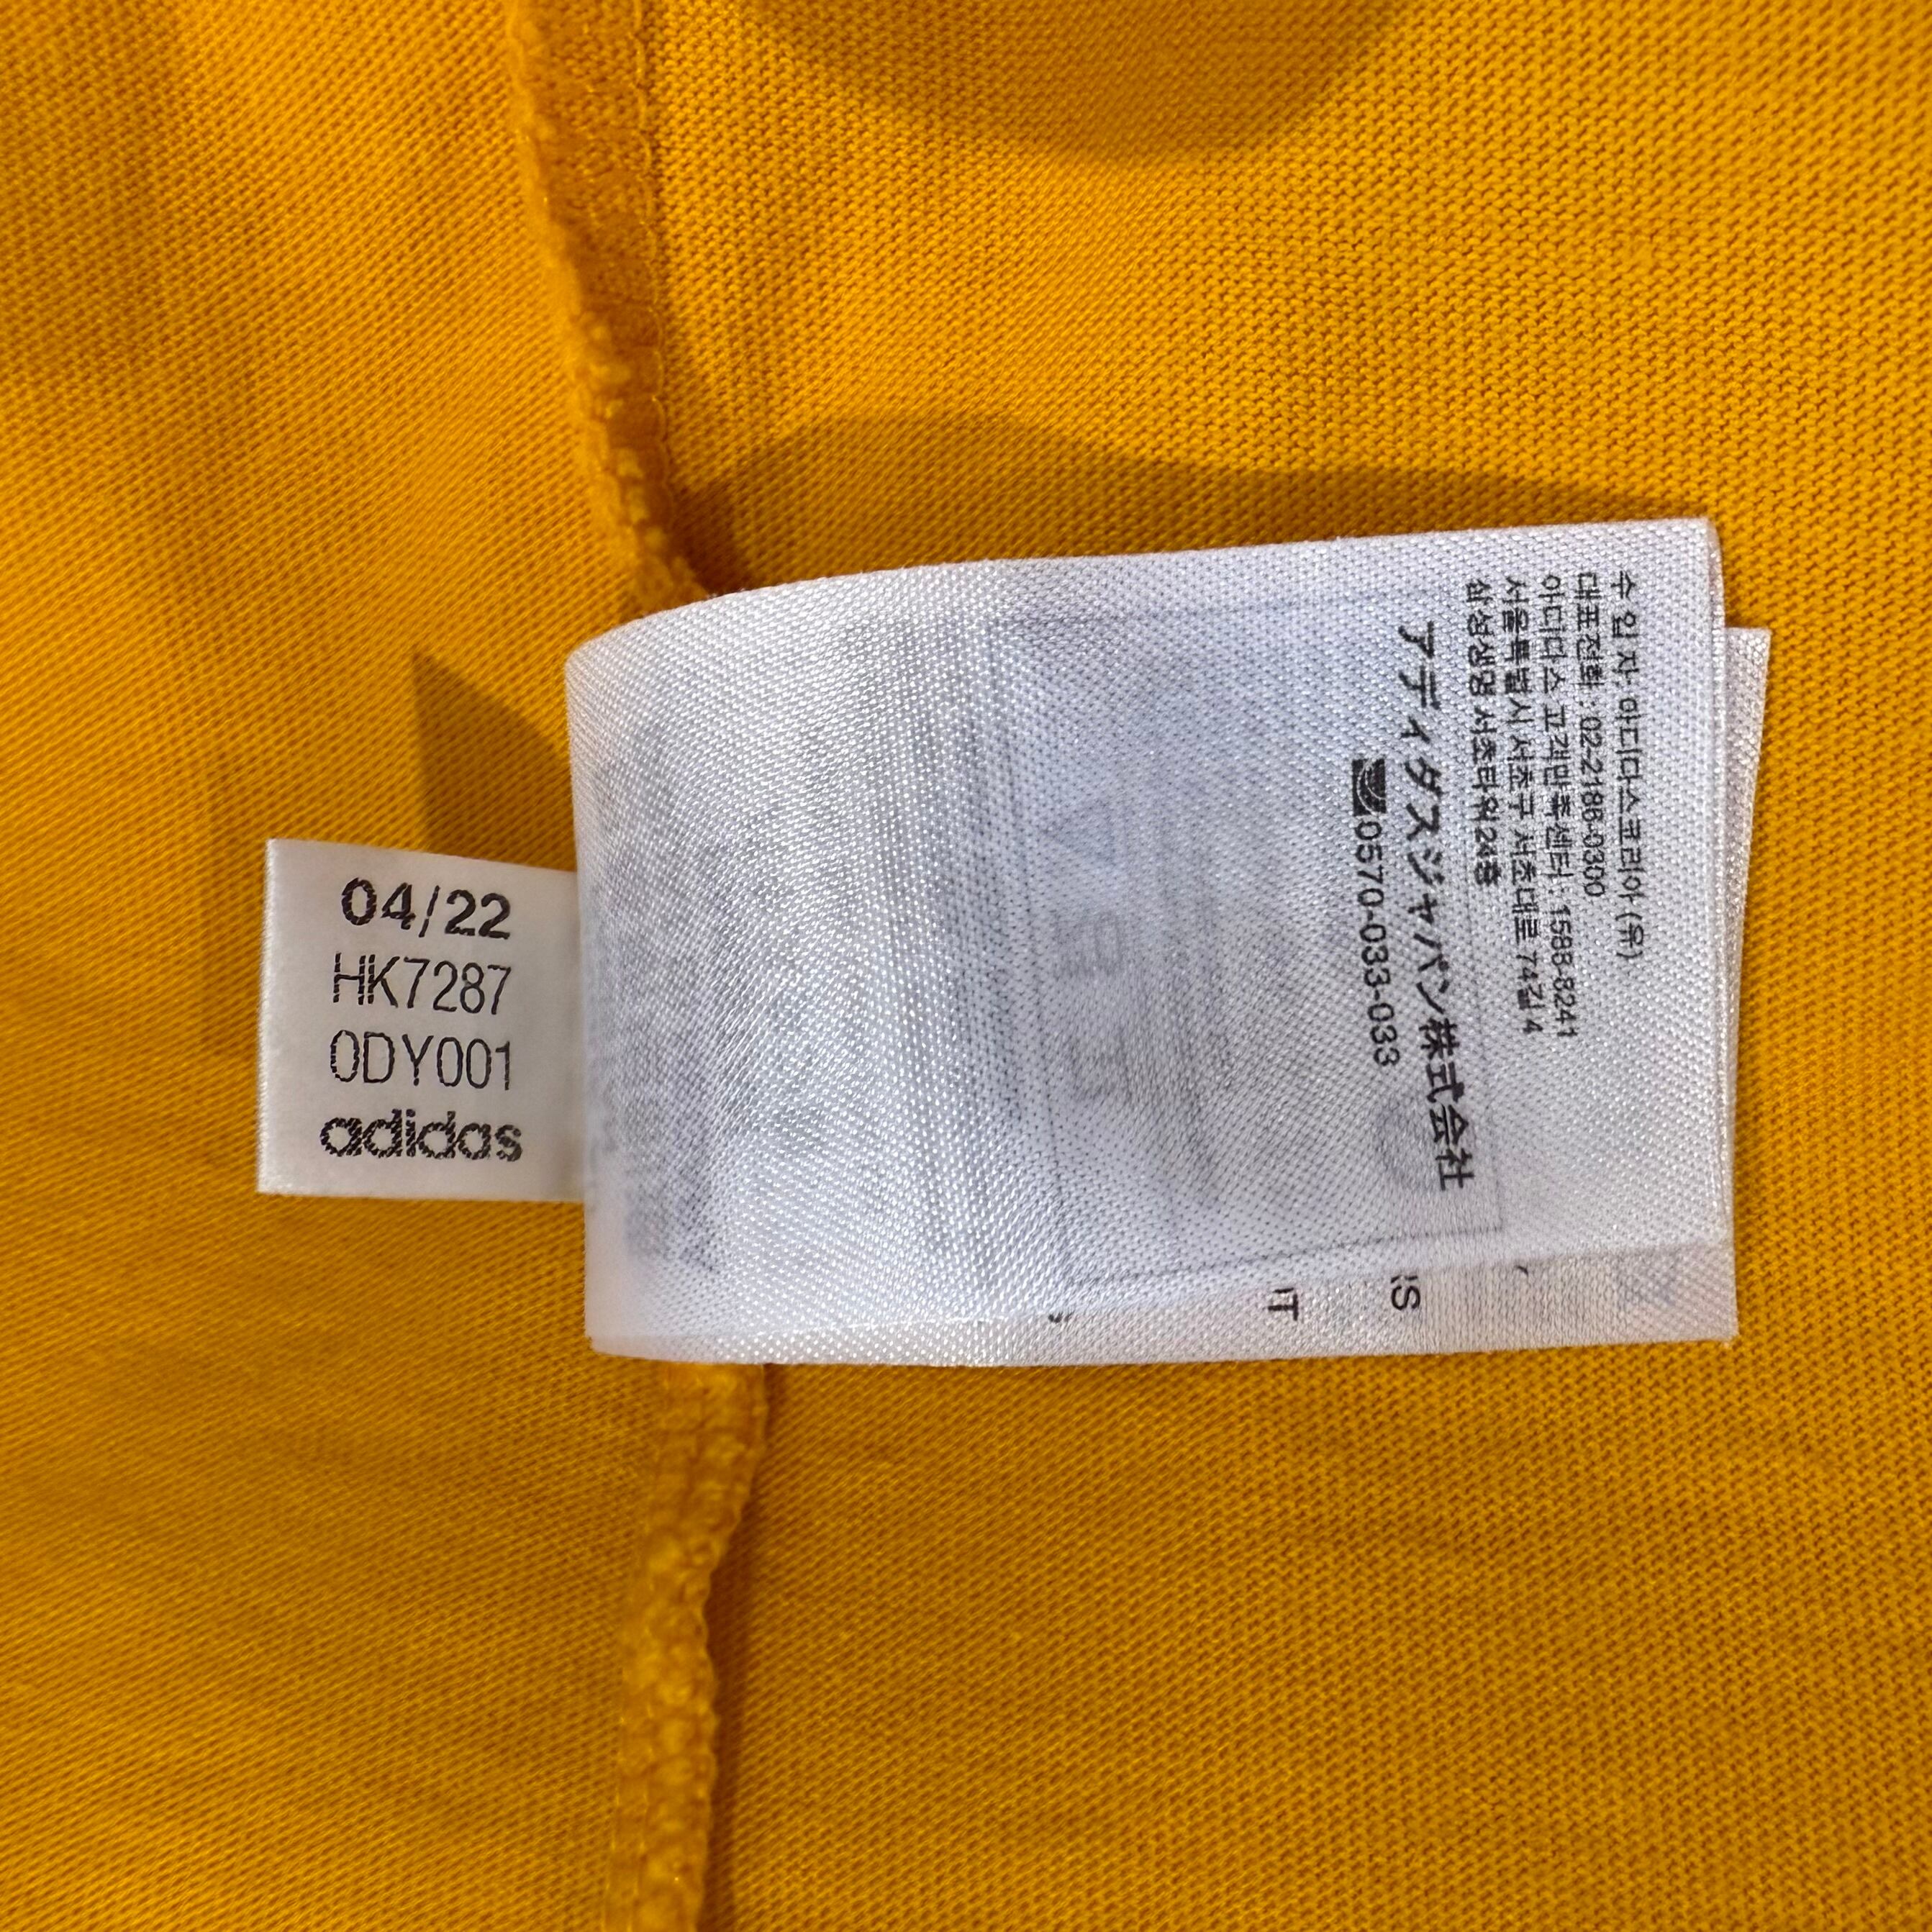 04/22
HK7287
0DY001
adidas
수 입 자: 아디다스코리아 (유)
대표전화 : 02-2186-0300
아디다스 고객만족센터 : 1588-8241
서울특별시 서초구 서초대로 74길 4
삼성생명 서초타워24층
アディダスジャパン株式会社
0570-033-033
IT